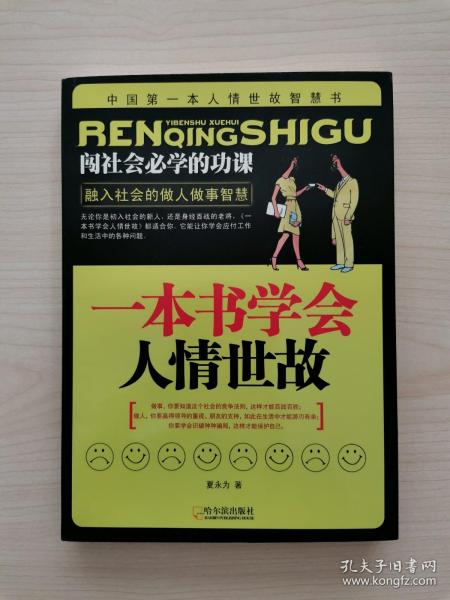 中国第一本人情世故智慧书
YIBENSHU XUEHUI
RENQINGSHIGU
闯社会必学的功课
融入社会的做人做事智慧
无论你是初入社会的新人，还是身经百战的老将，《一
本书学会人情世故》都适合你，它能让你学会应付工作
和生活中的各种问题。
一本书学会
人情世故
做事，你要知道这个社会的竞争法则，这样才能百战百胜；
做人，你要赢得领导的重视、朋友的支持，如此在生活中才能游刃有余；
你要学会识破种种骗局，这样才能保护自己。
夏永为 著
哈尔滨出版社
HARBIN PUBLISHING HOUSE
孔夫子旧书网
www.kongfz.com